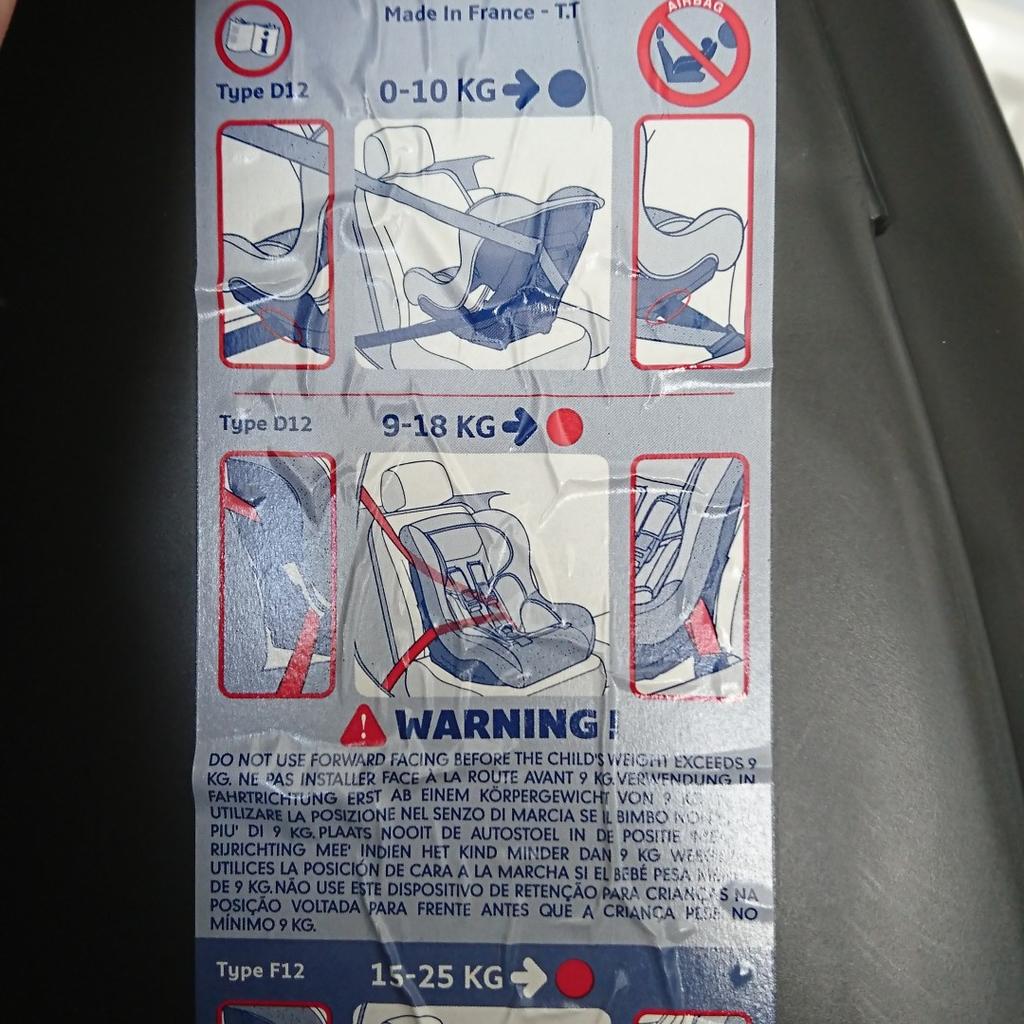 Made In France - T.T
AIRBAG
i
Type D12
0-10 KG
Type D12
9-18 KG
WARNING!
DO NOT USE FORWARD FACING BEFORE THE CHILD'S WEIGHT EXCEEDS 9
KG. NE PAS INSTALLER FACE À LA ROUTE AVANT 9 KG. VERWENDUNG IN
FAHRTRICHTUNG ERST AB EINEM KÖRPERGEWICHT VON 9
UTILIZARE LA POSIZIONE NEL SENZO DI MARCIA SE IL BIMBO
PIU' DI 9 KG. PLAATS NOOIT DE AUTOSTOEL IN DE POSITIE
RIJRICHTING MEE' INDIEN HET KIND MINDER DAN 9 KG
UTILICES LA POSICIÓN DE CARA A LA MARCHA SI EL BEBÉ PESA
DE 9 KG. NÃO USE ESTE DISPOSITIVO DE RETENÇÃO PARA CRIANÇAS NA
POSIÇÃO VOLTADA PARA FRENTE ANTES QUE A CRIANÇA PESE NO
MÍNIMO 9 KG.
Type F12
15-25 KG